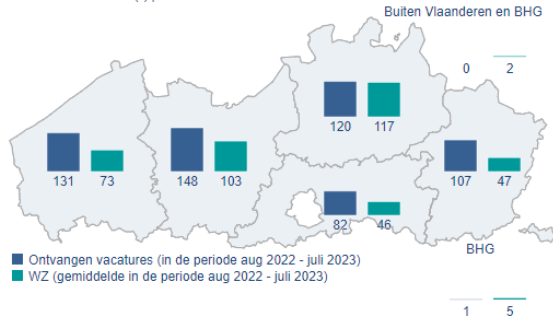 Buiten Vlaanderen en BHG
0 2
120 117
131 73 148 103 107 47
82 46
BHG
Ontvangen vacatures (in de periode aug 2022 - juli 2023)
WZ (gemiddelde in de periode aug 2022 - juli 2023)
1 5